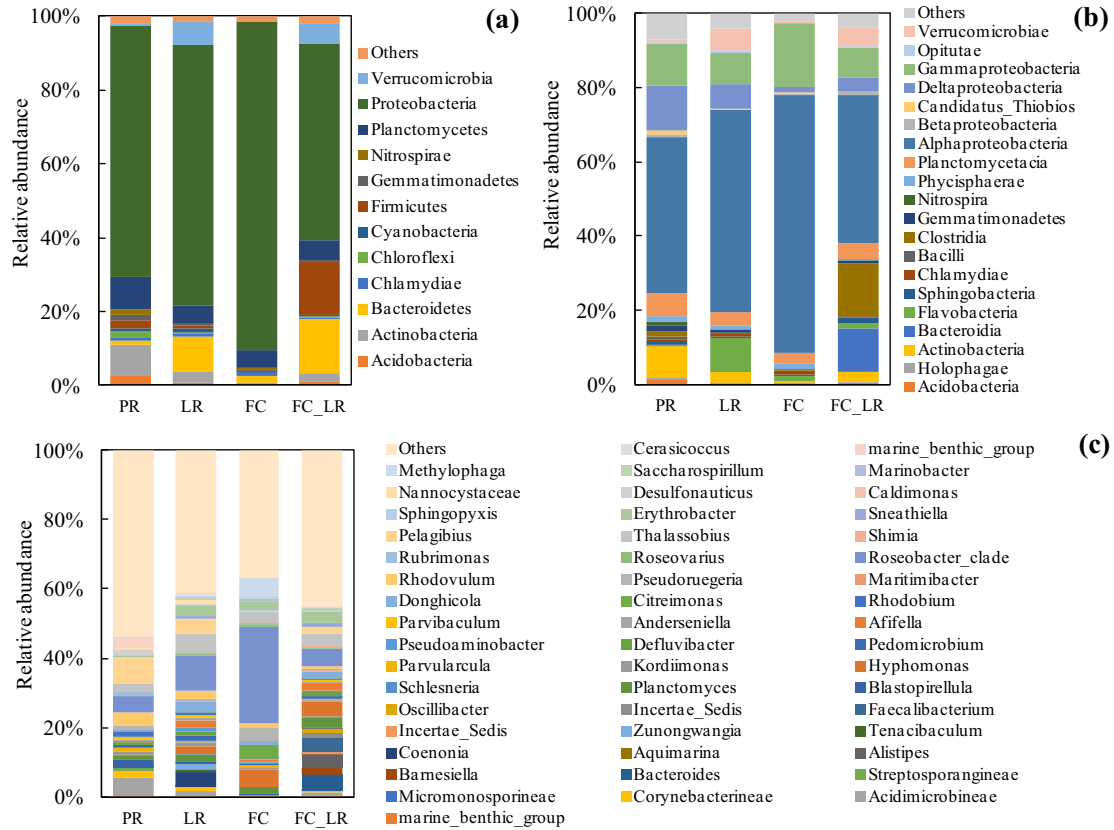 (a)
Relative abundance
100%
80%
60%
40%
20%
0%
PR LR FC FC_LR
Others
Verrucomicrobia
Proteobacteria
Planctomycetes
Nitrospirae
Gemmatimonadetes
Firmicutes
Cyanobacteria
Chloroflexi
Chlamydiae
Bacteroidetes
Actinobacteria
Acidobacteria
(b)
Relative abundance
100%
80%
60%
40%
20%
0%
PR LR FC FC_LR
Others
Verrucomicrobiae
Opitutae
Gammaproteobacteria
Deltaproteobacteria
Candidatus_Thiobios
Betaproteobacteria
Alphaproteobacteria
Planctomycetacia
Phycisphaerae
Nitrospira
Gemmatimonadetes
Clostridia
Bacilli
Chlamydiae
Sphingobacteria
Flavobacteria
Bacteroidia
Actinobacteria
Holophagae
Acidobacteria
(c)
Relative abundance
100%
80%
60%
40%
20%
0%
PR LR FC FC_LR
Others Cerasicoccus marine_benthic_group
Methylophaga Saccharospirillum Marinobacter
Nannocystaceae Desulfonauticus Caldimonas
Sphingopyxis Erythrobacter Sneathiella
Pelagibius Thalassobius Shimia
Rubrimonas Roseovarius Roseobacter_clade
Rhodovulum Pseudoruegeria Maritimibacter
Donghicola Citreimonas Rhodobium
Parvibaculum Anderseniella Afifella
Pseudoaminobacter Defluvibacter Pedomicrobium
Parvularcula Kordiimonas Hyphomonas
Schlesneria Planctomyces Blastopirellula
Oscillibacter Incertae_Sedis Faecalibacterium
Incertae_Sedis Zunongwangia Tenacibaculum
Coenonia Aquimarina Alistipes
Barnesiella Bacteroides Streptosporangineae
Micromonosporineae Corynebacterineae Acidimicrobineae
marine_benthic_group